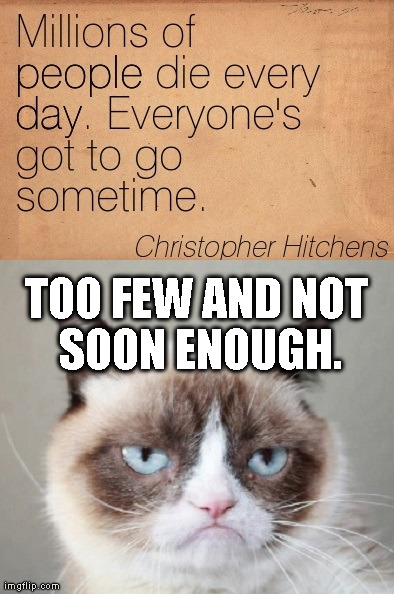 Millions of
people die every
day. Everyone's
got to go
sometime.
Christopher Hitchens
TOO FEW AND NOT
SOON ENOUGH.
imgflip.com